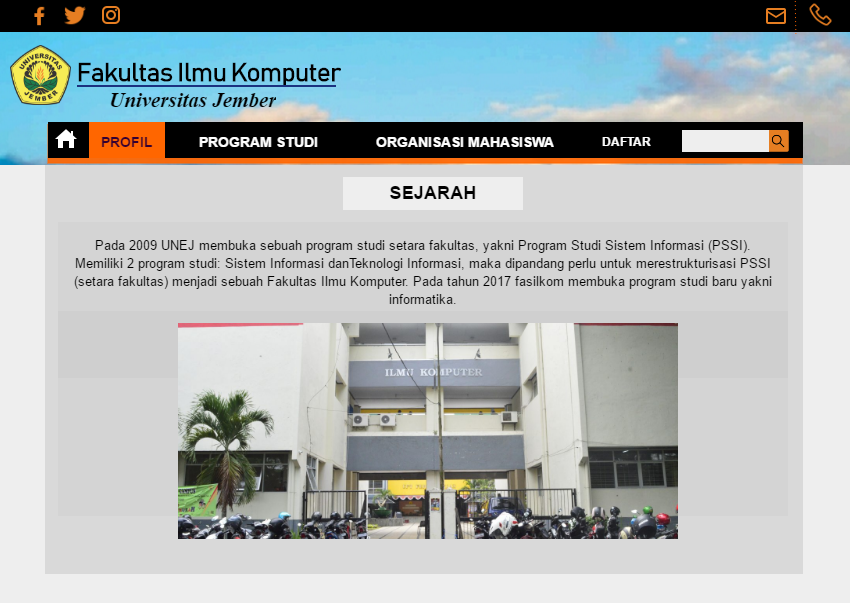 UNIVERSITAS
JEMBER
Fakultas Ilmu Komputer
Universitas Jember
PROFIL
PROGRAM STUDI
ORGANISASI MAHASISWA
DAFTAR
SEJARAH
Pada 2009 UNEJ membuka sebuah program studi setara fakultas, yakni Program Studi Sistem Informasi (PSSI).
Memiliki 2 program studi: Sistem Informasi danTeknologi Informasi, maka dipandang perlu untuk merestrukturisasi PSSI
(setara fakultas) menjadi sebuah Fakultas Ilmu Komputer. Pada tahun 2017 fasilkom membuka program studi baru yakni
informatika.
ILMU KOMPUTER